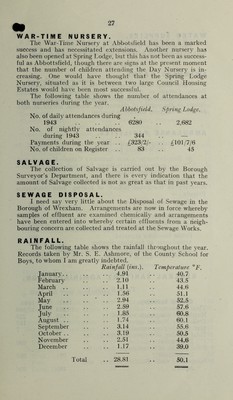 27
WAR-TIME NURSERY.
The War-Time Nursery at Abbotsfield has been a marked
success and has necessitated extensions. Another nursery has
also been opened at Spring Lodge, but this has not been as success-
ful as Abbottsfield, though there are signs at the present moment
that the number of children attending the Day Nursery is in-
creasing. One would have thought that the Spring Lodge
Nursery, situated as it is between two large Council Housing
Estates would have been most successful.
The following table shows the number of attendances at
both nurseries during the year.
Abbotsfield. Spring Lodge.
No. of daily attendances during
1943 .. 6280 .. 2,682
No. of nightly attendances
during 1943 344
Payments during the year .. £323/2/- .. £101/7/6
No. of children on Register .. 83 .. 45
SALVAGE.
The collection of Salvage is carried out by the Borough
Surveyor's Department, and there is every indication that the
amount of Salvage collected is not as great as that in past years.
SEWAGE DISPOSAL.
I need say very little about the Disposal of Sewage in the
Borough of Wrexham. Arrangements are now in force whereby
samples of effluent are examined chemically and arrangements
have been entered into whereby certain effluents from a neigh-
bouring concern are collected and treated at the Sewage Works.
RAINFALL.
The following table shows the rainfall throughout the year.
Records taken by Mr. S. E. Ashmore, of the County School for
Boys, to whom I am greatly indebted.
Rainfall (ins.). Temperature °F.
January.. .. 4.91 .. 40.7
February .. 2.10 .. 43.5
March .. .. 1.11 .. 44.6
April .. .. 1.56 .. 51.1
May .. .. 2.94 .. 52.5
June .. .. 2.59 .. 57.6
July .. .. 1.85 .. 60.8
August .. .. 1.74 .. 60.1
September .. 3.14 .. 55.6
October .. .. 3.19 .. 50.5
November .. 2.51 .. 44.6
December .. 1.17 .. 39.0
Total .. 28.81 .. 50.1